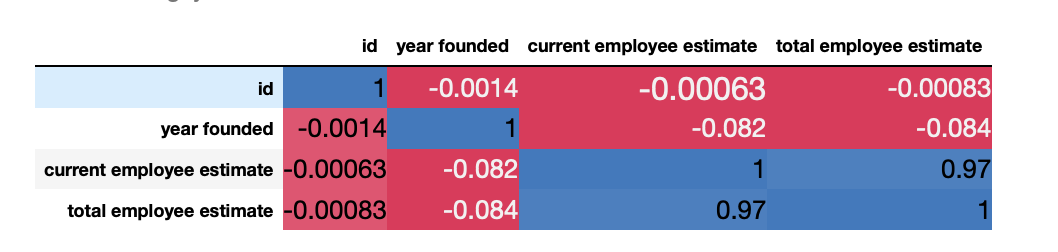 id year founded current employee estimate total employee estimate
id 1 -0.0014 -0.00063 -0.00083
year founded -0.0014 1 -0.082 -0.084
current employee estimate -0.00063 -0.082 1 0.97
total employee estimate -0.00083 -0.084 0.97 1